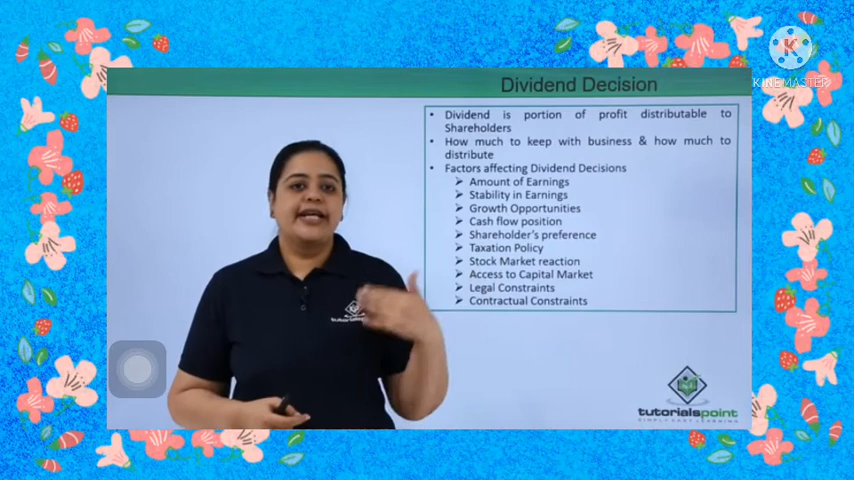 KINEMASTER
Dividend Decision
• Dividend is portion of profit distributable to
Shareholders
• How much to keep with business & how much to
distribute
• Factors affecting Dividend Decisions
➢ Amount of Earnings
➢ Stability in Earnings
➢ Growth Opportunities
➢ Cash flow position
➢ Shareholder's preference
➢ Taxation Policy
➢ Stock Market reaction
➢ Access to Capital Market
➢ Legal Constraints
➢ Contractual Constraints
tutorialspoint
SIMPLY EASY LEARNING